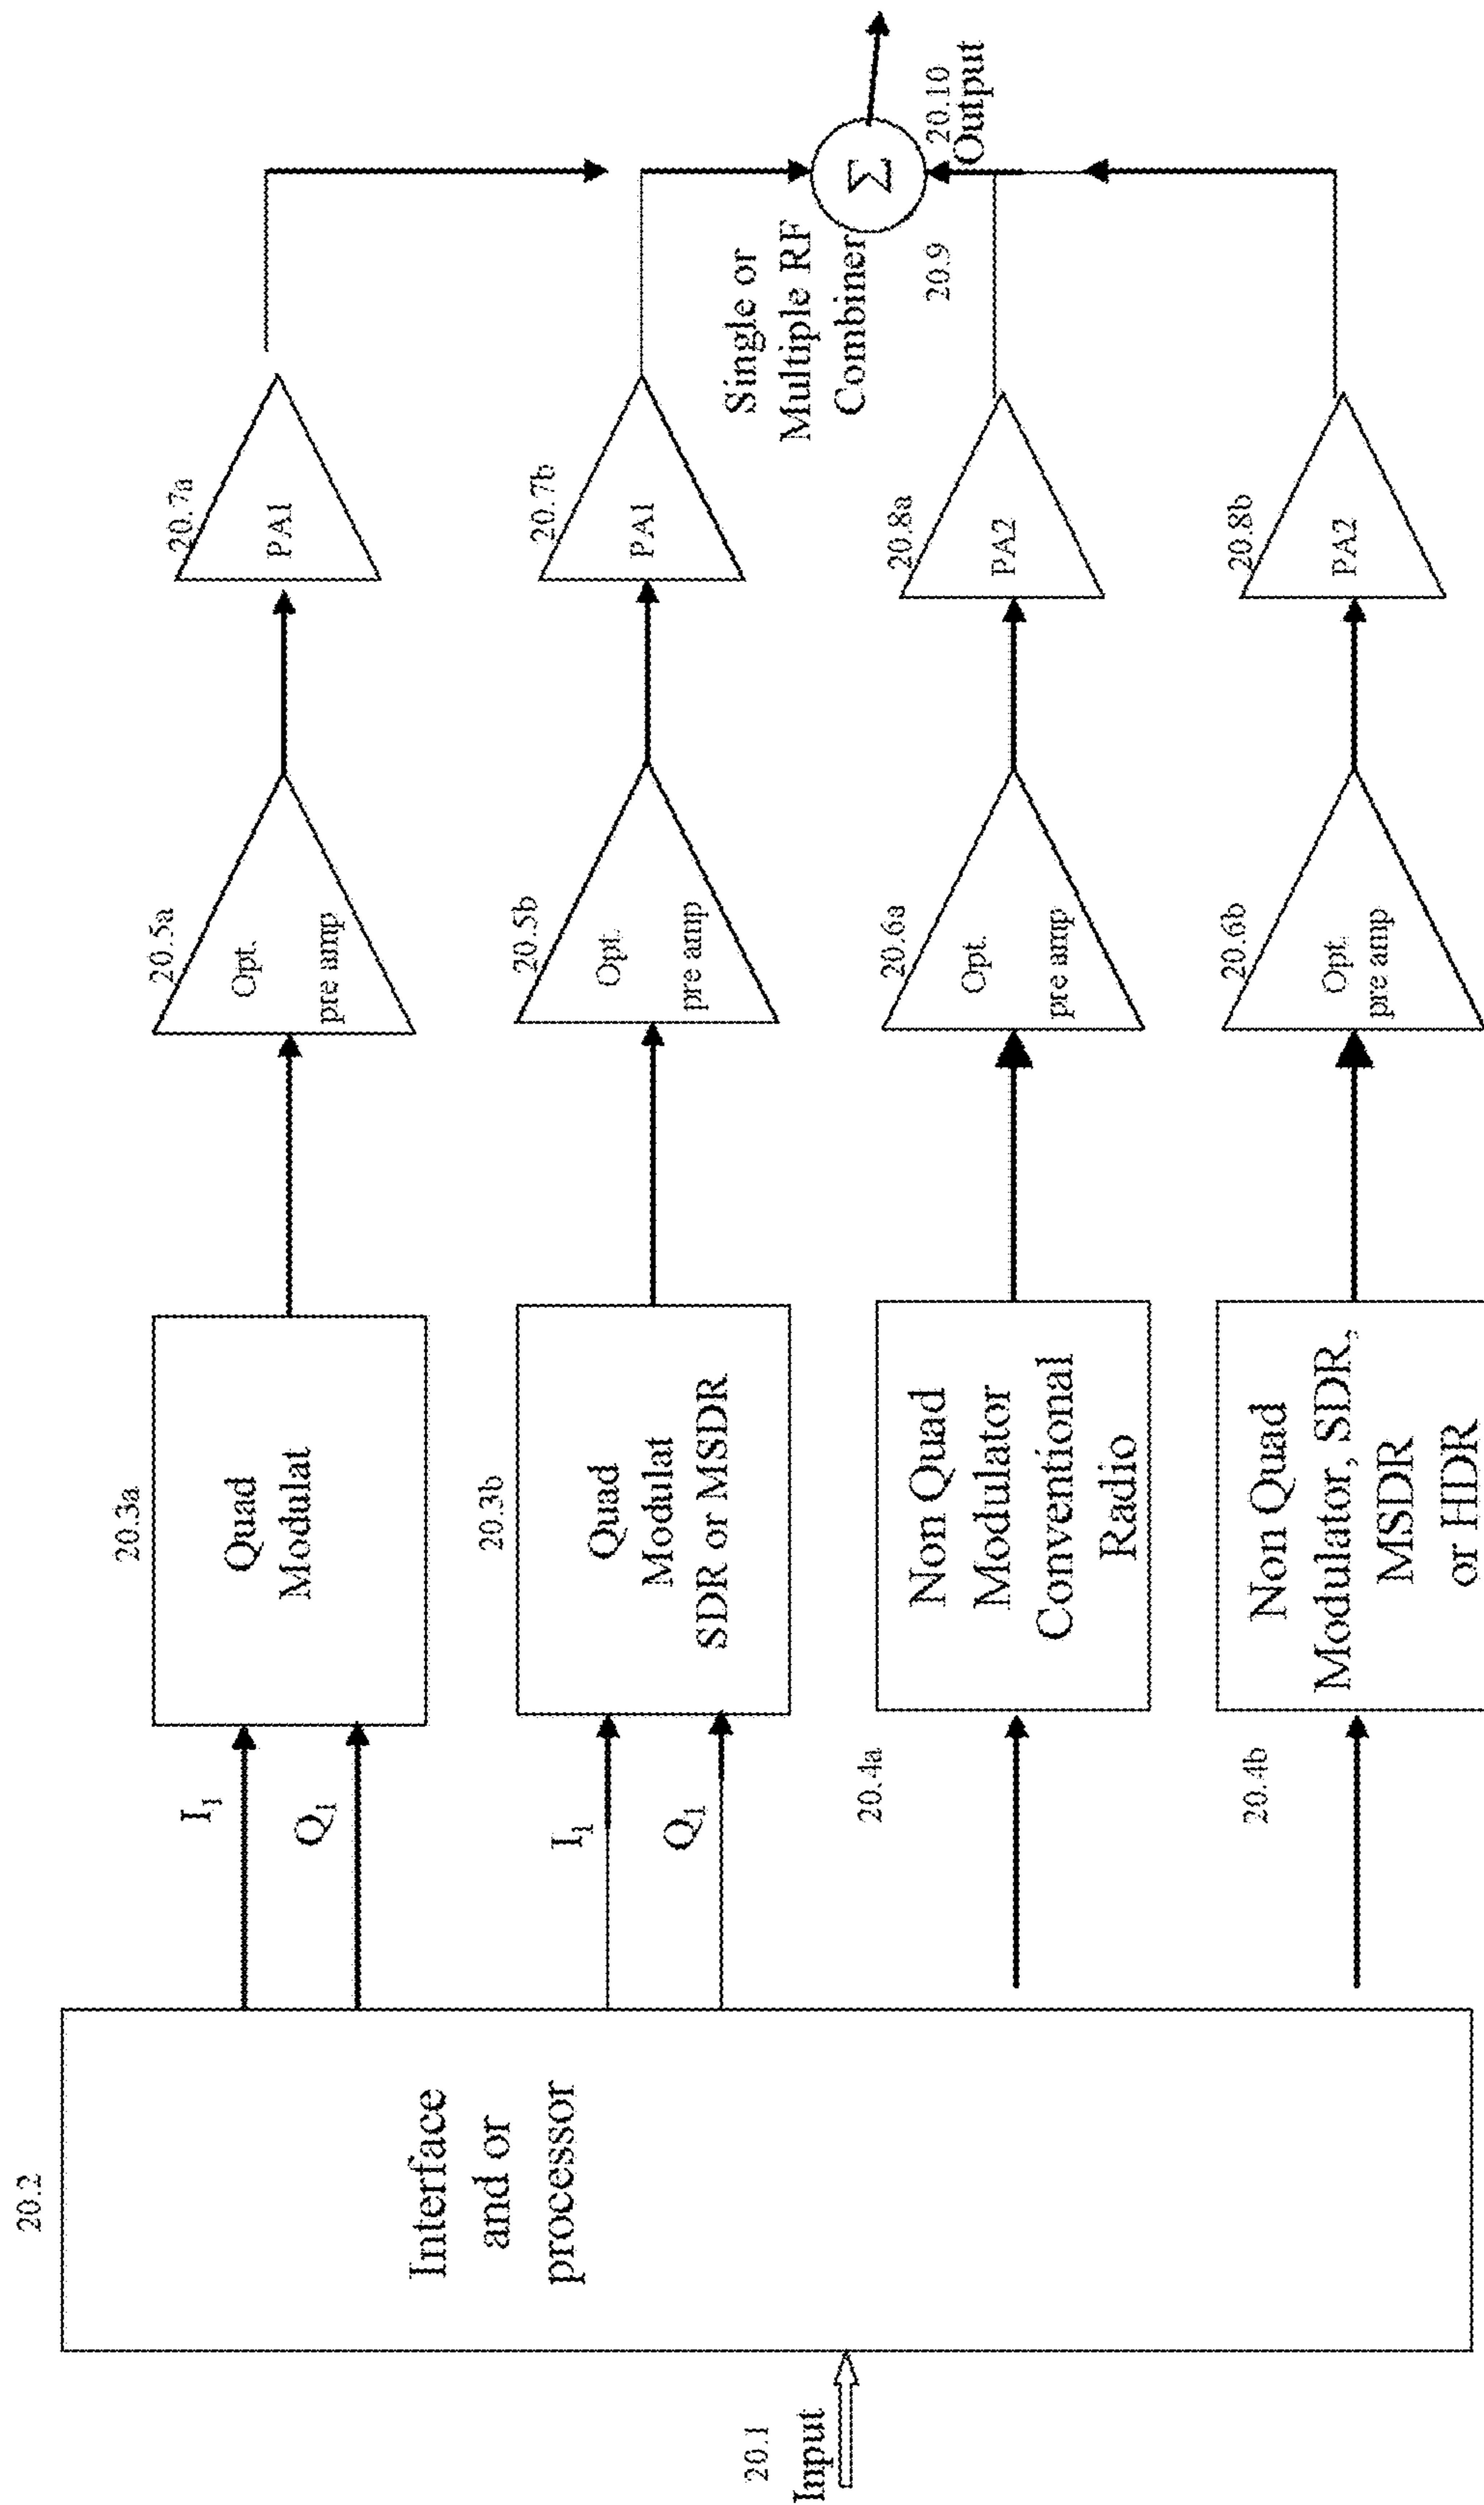 20.1
Input
20.2
Interface
and or
processor
I1
Q1
20.3a
Quad
Modulat
20.5a
Opt.
pre amp
20.7a
PA1
I1
Q1
20.3b
Quad
Modulat
SDR or MSDR
20.5b
Opt.
pre amp
20.7b
PA1
20.4a
Non Quad
Modulator
Conventional
Radio
20.6a
Opt.
pre amp
20.8a
PA2
20.4b
Non Quad
Modulator, SDR,
MSDR
or HDR
20.6b
Opt.
pre amp
20.8b
PA2
Single or
Multiple RF
Combiner
20.9
Σ
20.10
Output